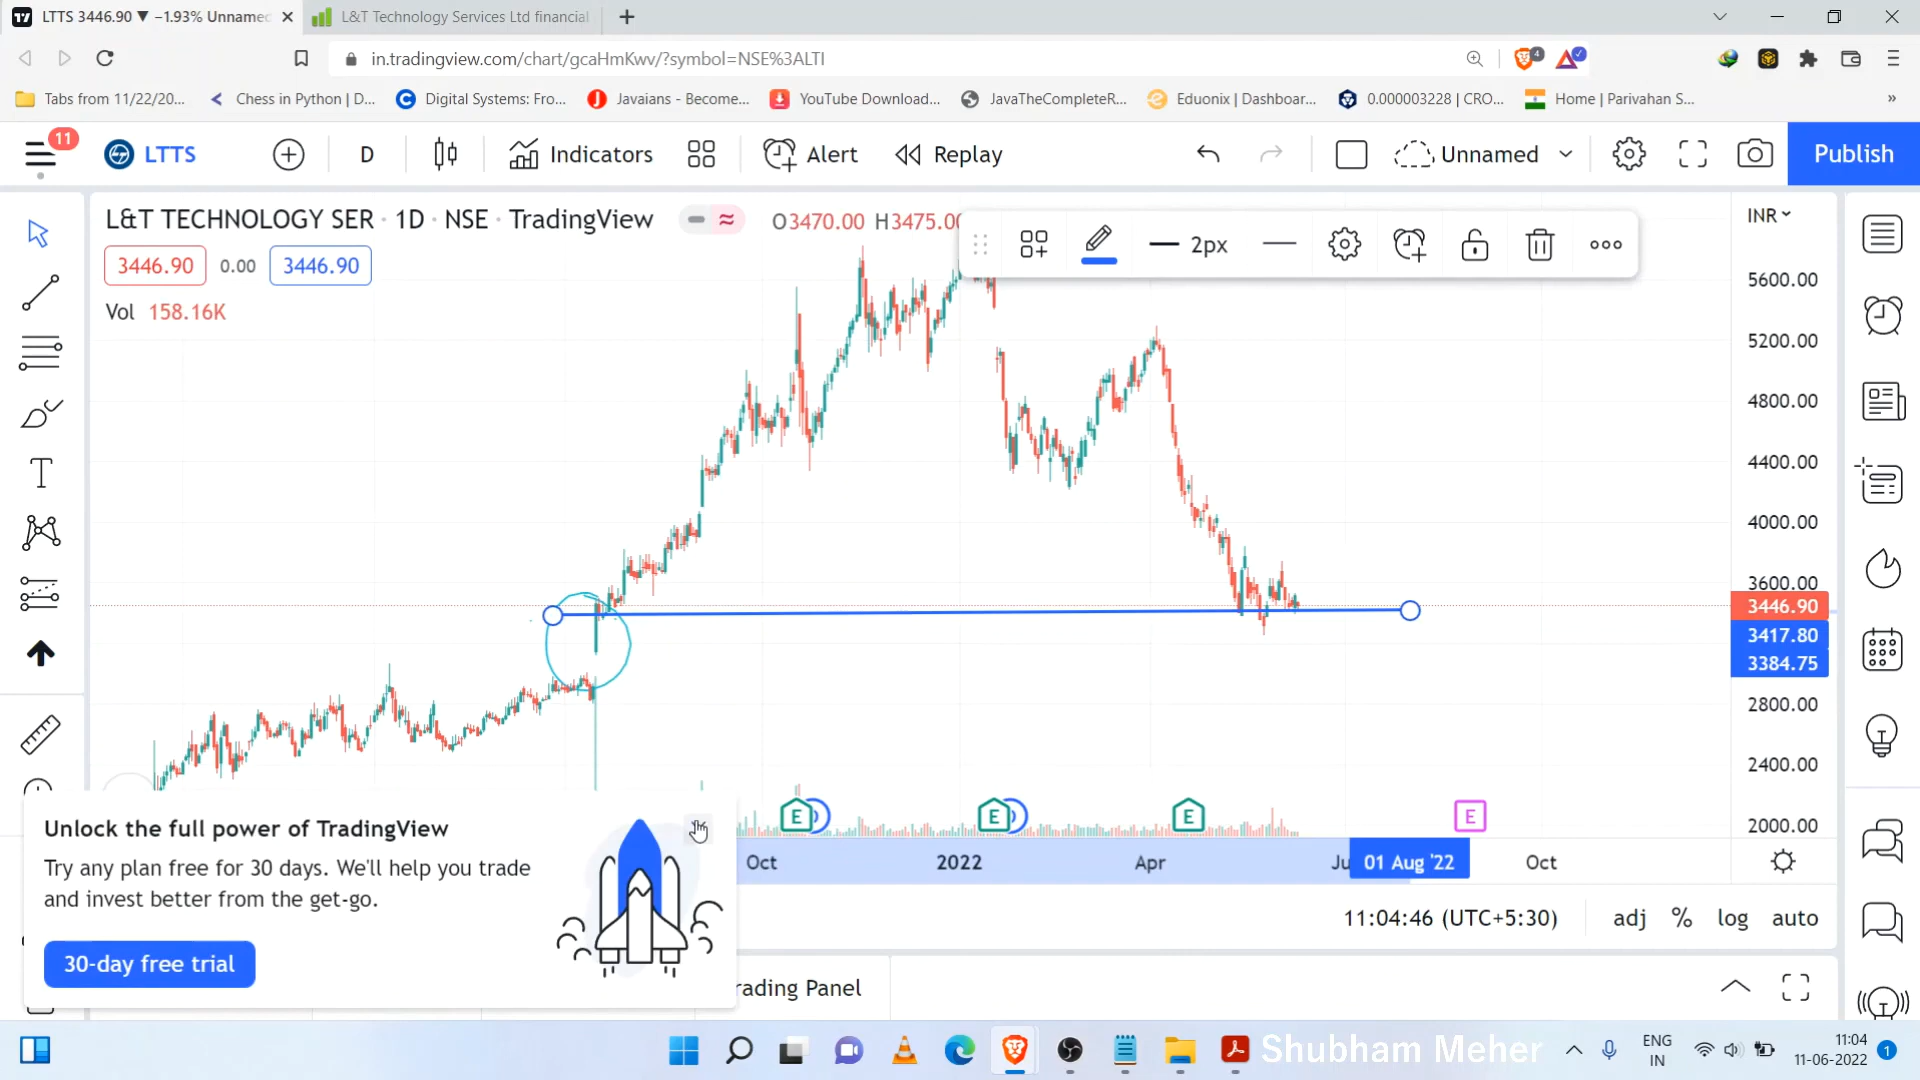 LTTS 3446.90 ▼ −1.93% Unnamed
L&T Technology Services Ltd financial
in.tradingview.com/chart/gcaHmKwv/?symbol=NSE%3ALTI
4
Tabs from 11/22/20...
Chess in Python | D...
Digital Systems: Fro...
Javaians - Become...
YouTube Download...
JavaTheCompleteR...
Eduonix | Dashboar...
0.000003228 | CRO...
Home | Parivahan S...
»
11
LTTS
D
Indicators
Alert
Replay
Unnamed
Publish
L&T TECHNOLOGY SER · 1D · NSE · TradingView
O3470.00 H3475.00
2px
INR
3446.90
0.00
3446.90
Vol 158.16K
5600.00
5200.00
4800.00
4400.00
4000.00
3600.00
3446.90
3417.80
3384.75
2800.00
2400.00
2000.00
E
E
E
E
Oct
2022
Apr
Ju
01 Aug '22
Oct
Unlock the full power of TradingView
Try any plan free for 30 days. We'll help you trade
and invest better from the get-go.
30-day free trial
11:04:46 (UTC+5:30)
adj
%
log
auto
rading Panel
Shubham Meher
ENG
IN
11:04
11-06-2022
1